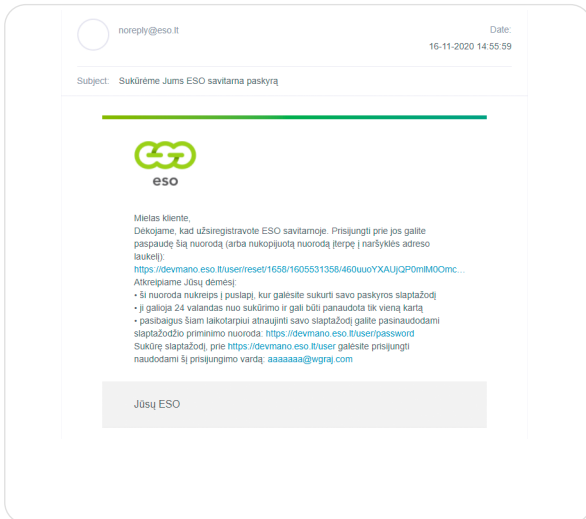 noreply@eso.lt
Date:
16-11-2020 14:55:59
Subject: Sukūrėme Jums ESO savitarna paskyrą
eso
Mielas kliente,
Dėkojame, kad užsiregistravote ESO savitarnoje. Prisijungti prie jos galite
paspaudę šią nuorodą (arba nukopijuotą nuorodą įterpę į naršyklės adreso
laukelį):
https://devmano.eso.lt/user/reset/1658/1605531358/460uuoYXAUjQP0mlM0Omc...
Atkreipiame Jūsų dėmėsį:
• ši nuoroda nukreips į puslapį, kur galėsite sukurti savo paskyros slaptažodį
• ji galioja 24 valandas nuo sukūrimo ir gali būti panaudota tik vieną kartą
• pasibaigus šiam laikotarpiui atnaujinti savo slaptažodį galite pasinaudodami
slaptažodžio priminimo nuoroda: https://devmano.eso.lt/user/password
Sukūrę slaptažodį, prie https://devmano.eso.lt/user galėsite prisijungti
naudodami šį prisijungimo vardą: aaaaaaa@wgraj.com
Jūsų ESO